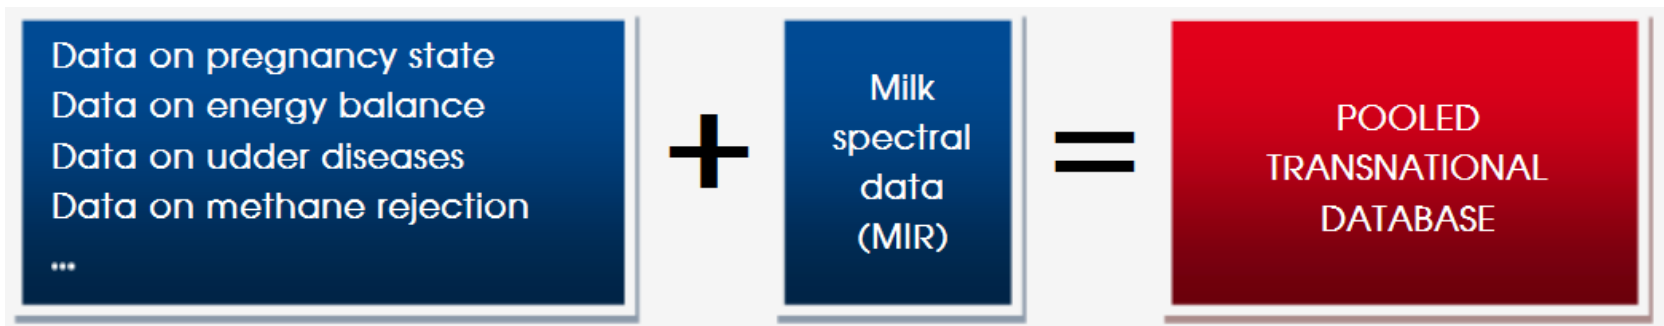 Data on pregnancy state
Data on energy balance
Data on udder diseases
Data on methane rejection
...
+
Milk
spectral
data
(MIR)
=
POOLED
TRANSNATIONAL
DATABASE